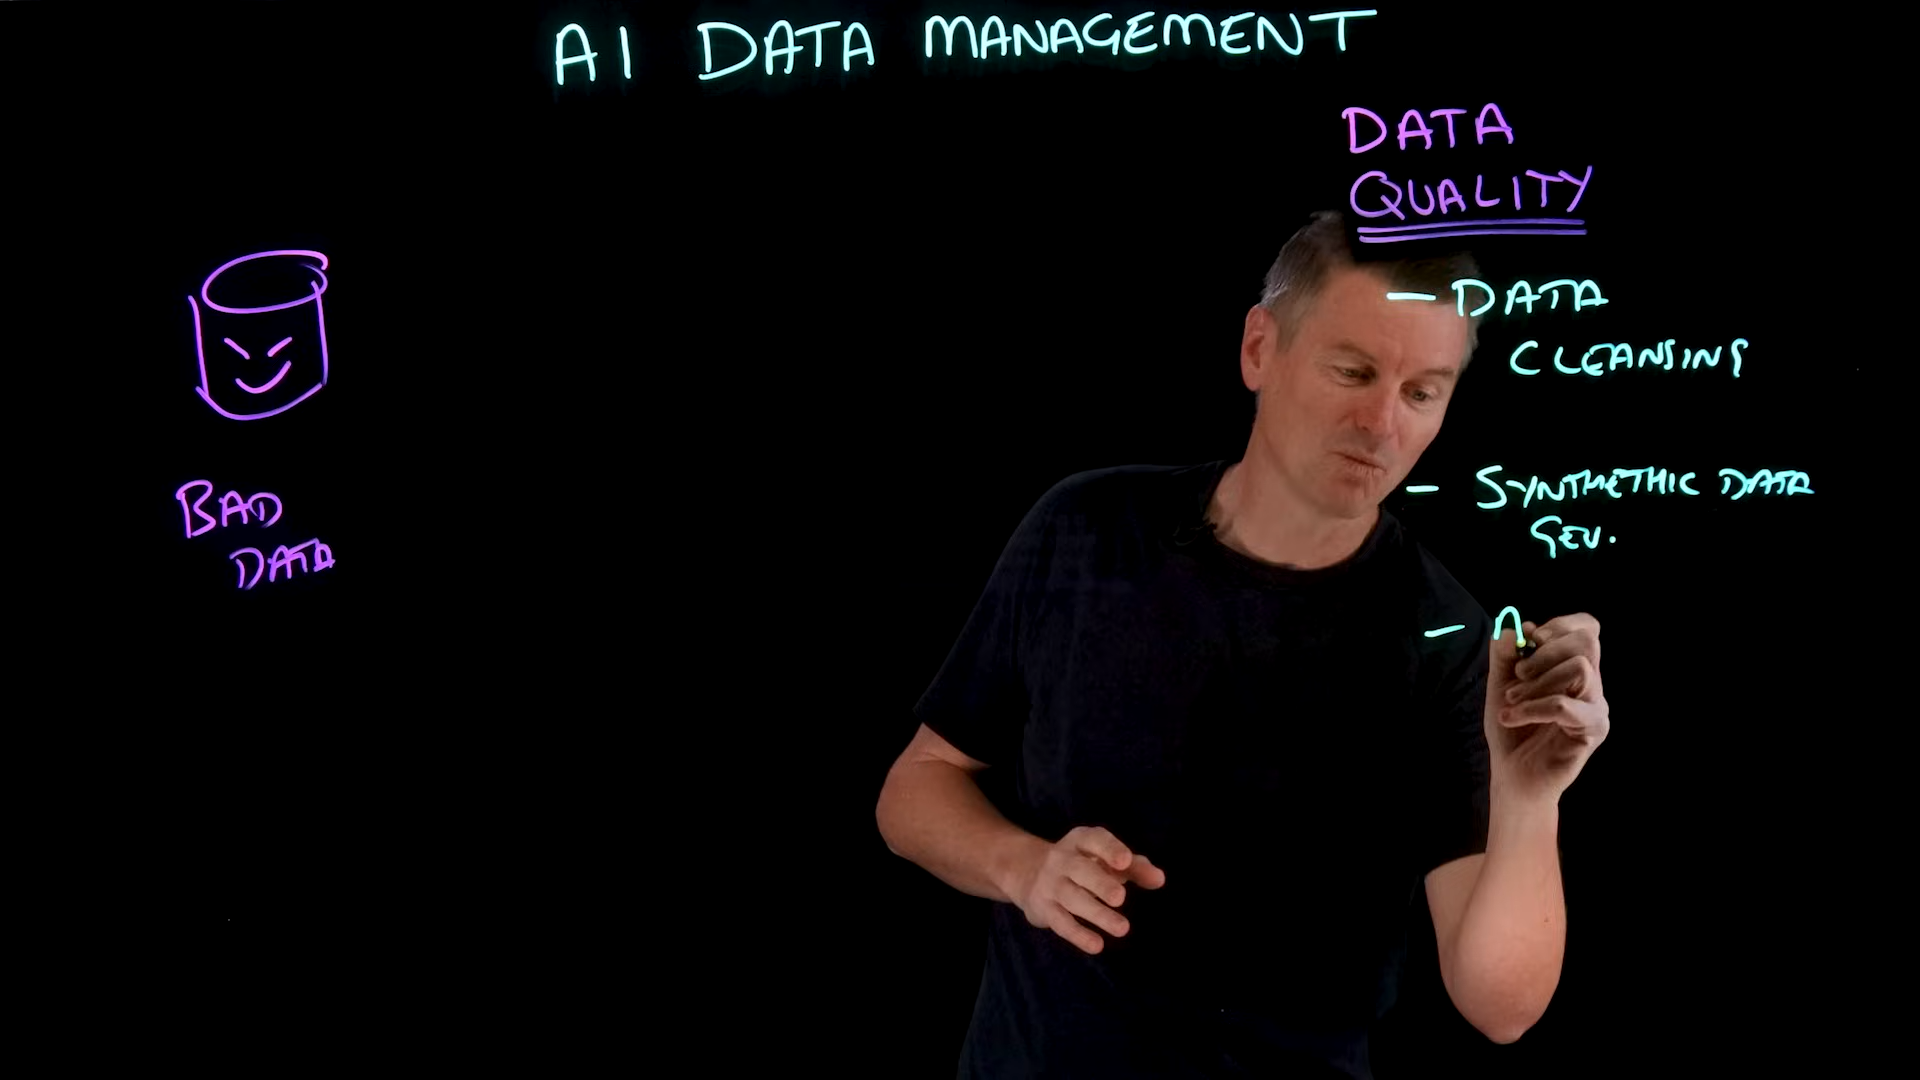 AI DATA MANAGEMENT
DATA
QUALITY
- DATA
CLEANSING
- SYNTHETHIC DATA
GEN.
-
BAD
DATA